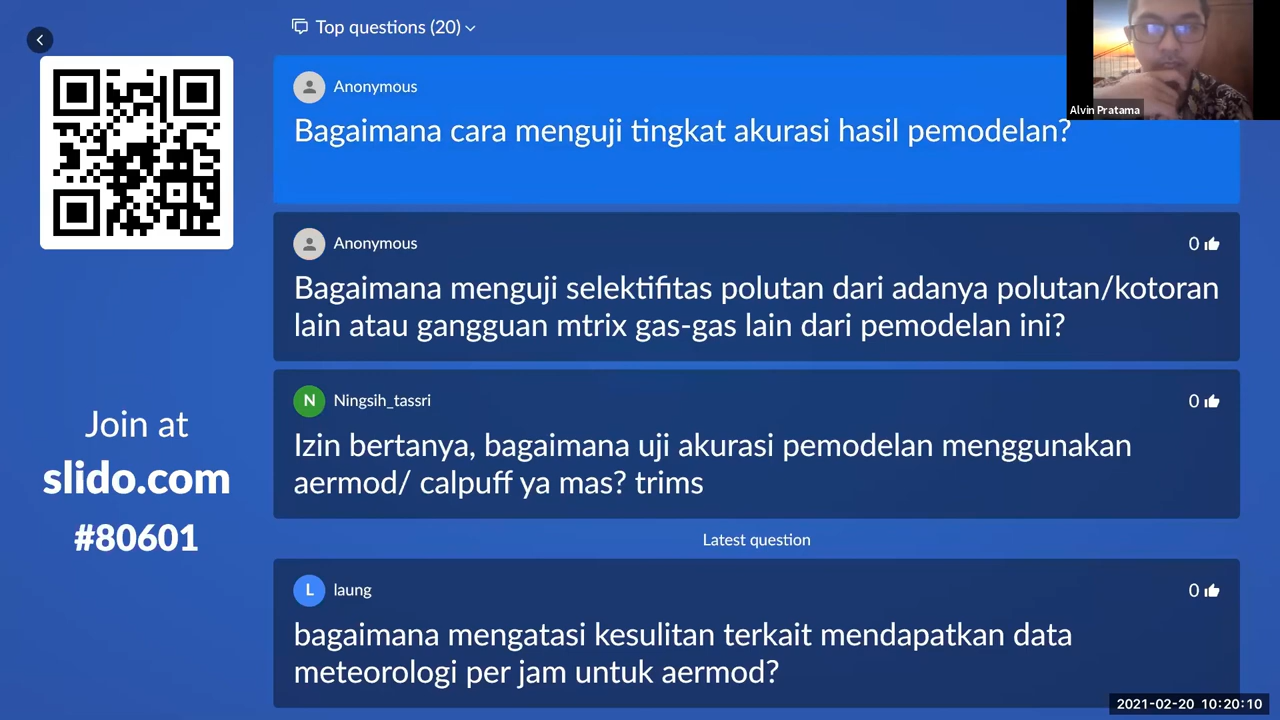 Top questions (20)
Alvin Pratama
Anonymous
Bagaimana cara menguji tingkat akurasi hasil pemodelan?
Anonymous
0
Bagaimana menguji selektifitas polutan dari adanya polutan/kotoran
lain atau gangguan mtrix gas-gas lain dari pemodelan ini?
N
Ningsih_tassri
0
Izin bertanya, bagaimana uji akurasi pemodelan menggunakan
aermod/ calpuff ya mas? trims
Join at
slido.com
#80601
Latest question
L
laung
0
bagaimana mengatasi kesulitan terkait mendapatkan data
meteorologi per jam untuk aermod?
2021-02-20 10:20:10